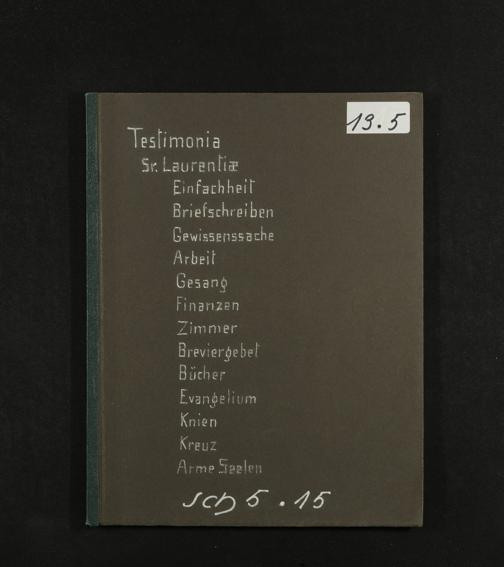 13.5
Testimonia
Sr. Laurentiæ
Einfachheit
Briefschreiben
Gewissenssache
Arbeit
Gesang
Finanzen
Zimmer
Breviergebet
Bücher
Evangelium
Knien
Kreuz
Arme Seelen
Sch 5.15